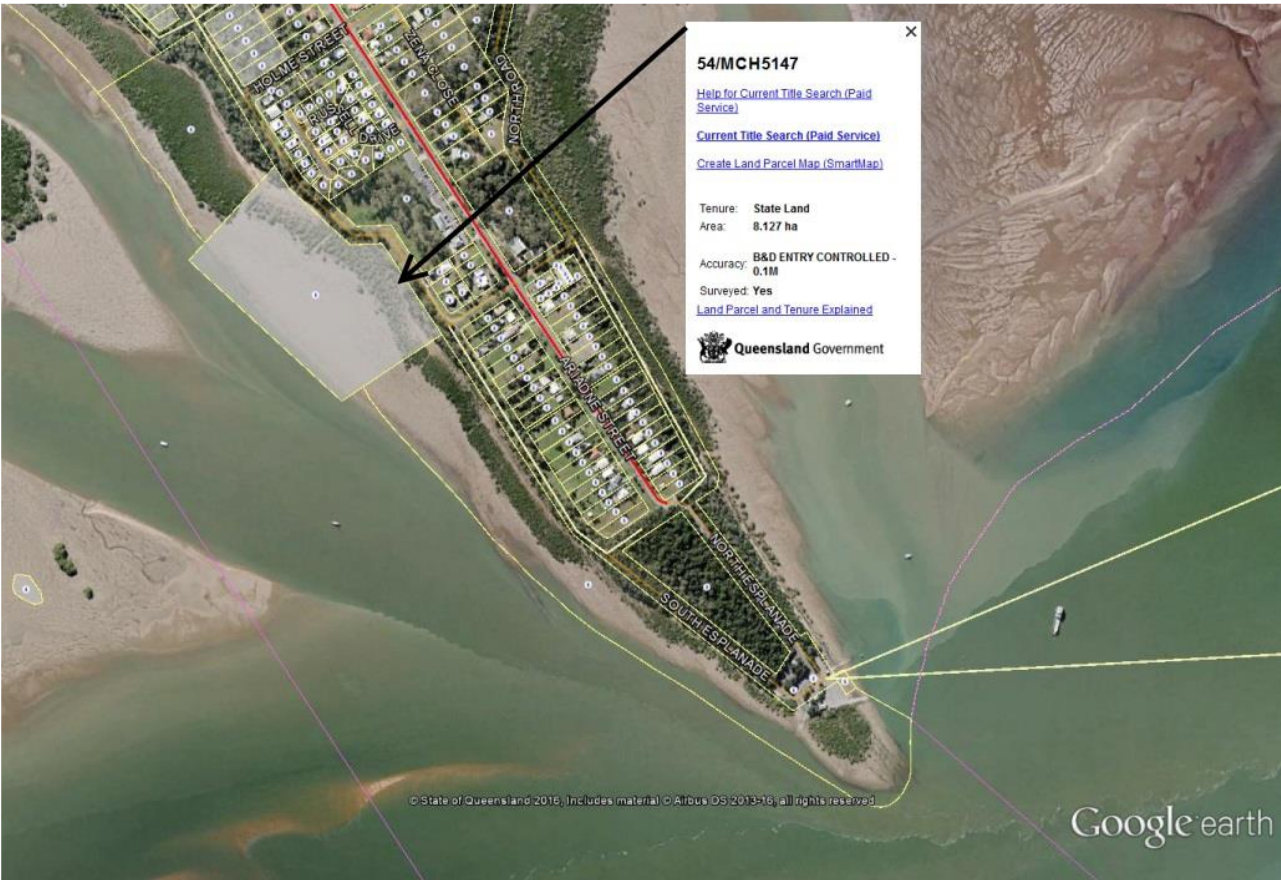 HOLME STREET
ZENA CLOSE
NORTH ROAD
RUSSELL
DRIVE
ARIADNE STREET
NORTH ESPLANADE
SOUTH ESPLANADE
×
54/MCH5147
Help for Current Title Search (Paid
Service)
Current Title Search (Paid Service)
Create Land Parcel Map (SmartMap)
Tenure: State Land
Area: 8.127 ha
Accuracy: B&D ENTRY CONTROLLED -
0.1M
Surveyed: Yes
Land Parcel and Tenure Explained
Queensland Government
© State of Queensland 2016, Includes material © Airbus DS 2013-16, all rights reserved
Google earth